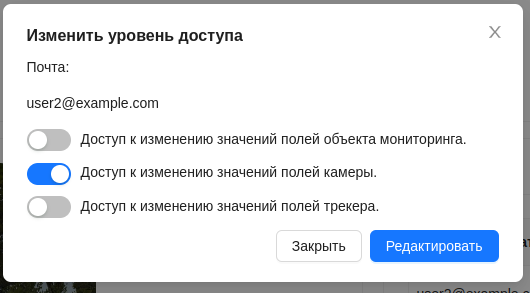 Изменить уровень доступа
Почта:
user2@example.com
Доступ к изменению значений полей объекта мониторинга.
Доступ к изменению значений полей камеры.
Доступ к изменению значений полей трекера.
Закрыть
Редактировать